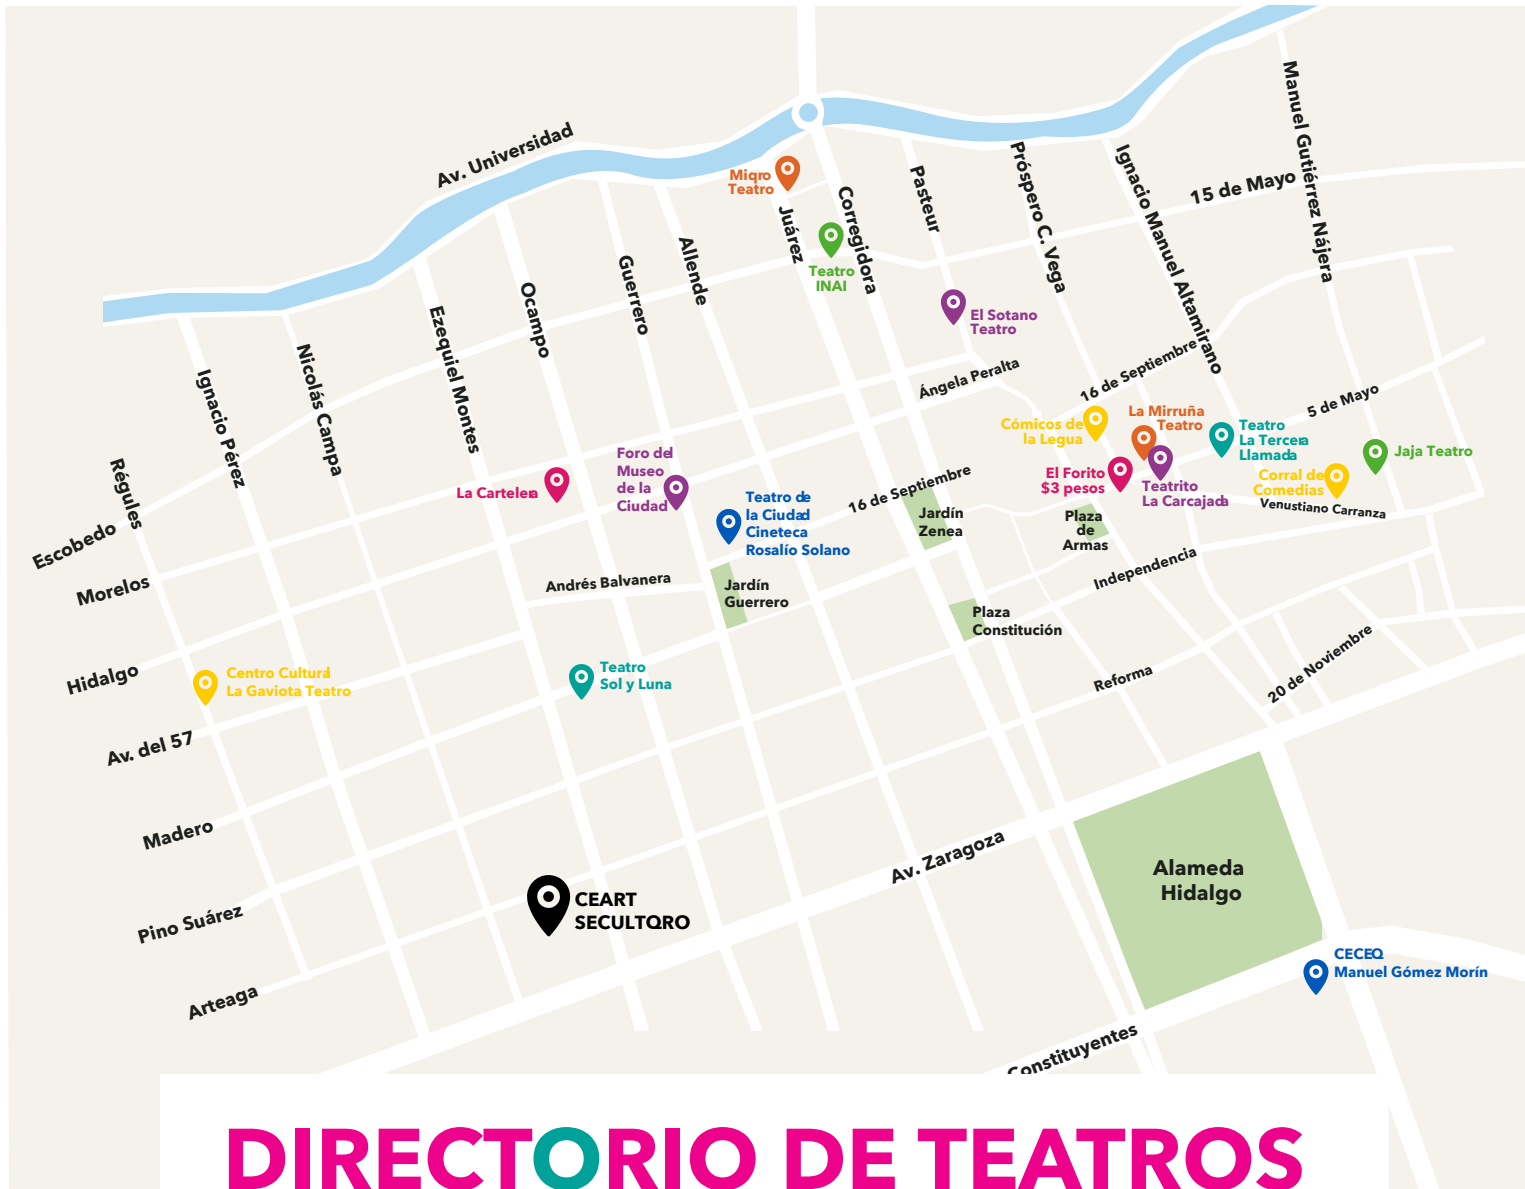 Av. Universidad
Miqro
Teatro
Juárez
Corregidora
Pasteur
Próspero C. Vega
Ignacio Manuel Altamirano
Manuel Gutiérrez Nájera
15 de Mayo
Teatro
INAI
El Sotano
Teatro
Allende
Guerrero
Ocampo
Ezequiel Montes
Nicolás Campa
Ignacio Pérez
Régules
Ángela Peralta
16 de Septiembre
5 de Mayo
Cómicos de
la Legua
La Mirruña
Teatro
Teatro
La Tercera
Llamada
Jaja Teatro
El Forito
$3 pesos
Teatrito
La Carcajada
Corral de
Comedias
Venustiano Carranza
La Cartelera
Foro del
Museo
de la
Ciudad
Teatro de
la Ciudad
Cineteca
Rosalío Solano
16 de Septiembre
Jardín
Zenea
Plaza
de
Armas
Independencia
Escobedo
Morelos
Andrés Balvanera
Jardín
Guerrero
Plaza
Constitución
Hidalgo
Centro Cultural
La Gaviota Teatro
Teatro
Sol y Luna
Reforma
20 de Noviembre
Av. del 57
Madero
Pino Suárez
Arteaga
CEART
SECULTQRO
Av. Zaragoza
Alameda
Hidalgo
CECEQ
Manuel Gómez Morín
Constituyentes
DIRECTORIO DE TEATROS